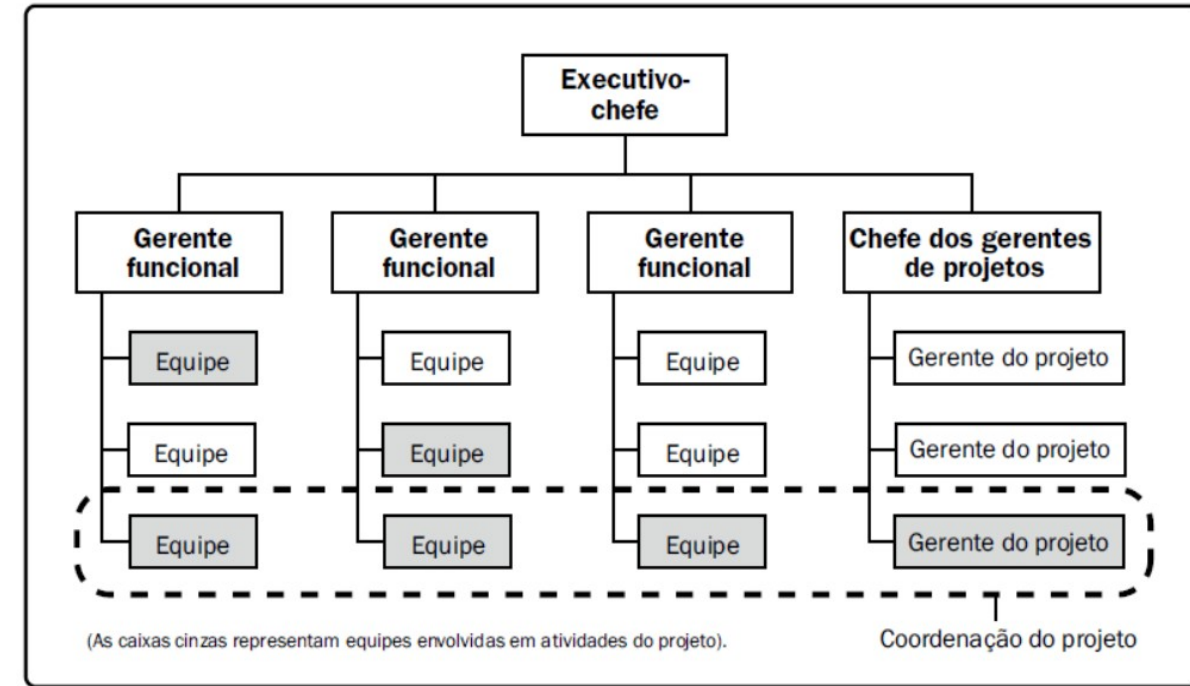 Executivo-
chefe
Gerente
funcional
Gerente
funcional
Gerente
funcional
Chefe dos gerentes
de projetos
Equipe
Equipe
Equipe
Gerente do projeto
Equipe
Equipe
Equipe
Gerente do projeto
Equipe
Equipe
Equipe
Gerente do projeto
(As caixas cinzas representam equipes envolvidas em atividades do projeto).
Coordenação do projeto